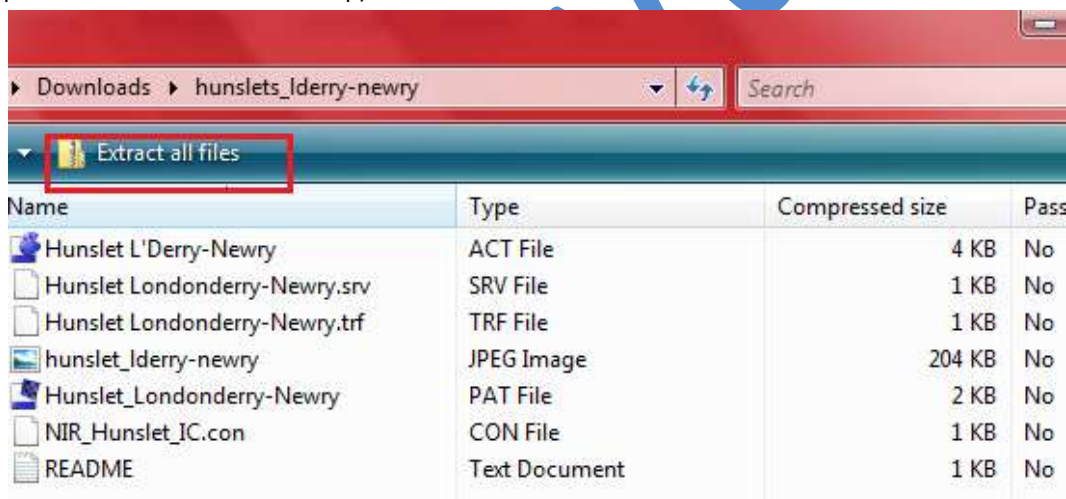 Downloads hunslets_lderry-newry Search
Extract all files
Name Type Compressed size Pass
Hunslet L'Derry-Newry ACT File 4 KB No
Hunslet Londonderry-Newry.srv SRV File 1 KB No
Hunslet Londonderry-Newry.trf TRF File 1 KB No
hunslet_lderry-newry JPEG Image 204 KB No
Hunslet_Londonderry-Newry PAT File 2 KB No
NIR_Hunslet_IC.con CON File 1 KB No
README Text Document 1 KB No